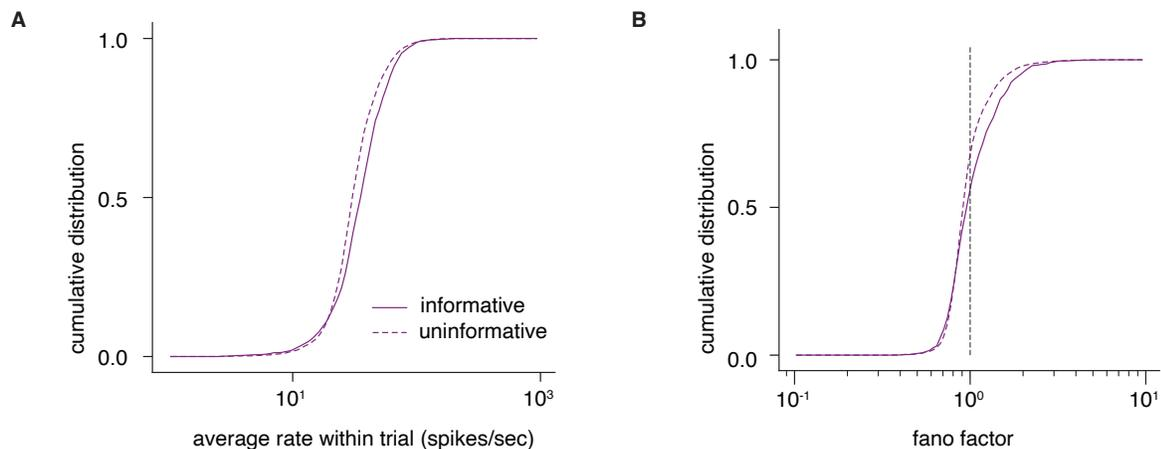 A
cumulative distribution
1.0
0.5
0.0
informative
uninformative
10¹
10³
average rate within trial (spikes/sec)
B
cumulative distribution
1.0
0.5
0.0
10⁻¹
10⁰
10¹
fano factor